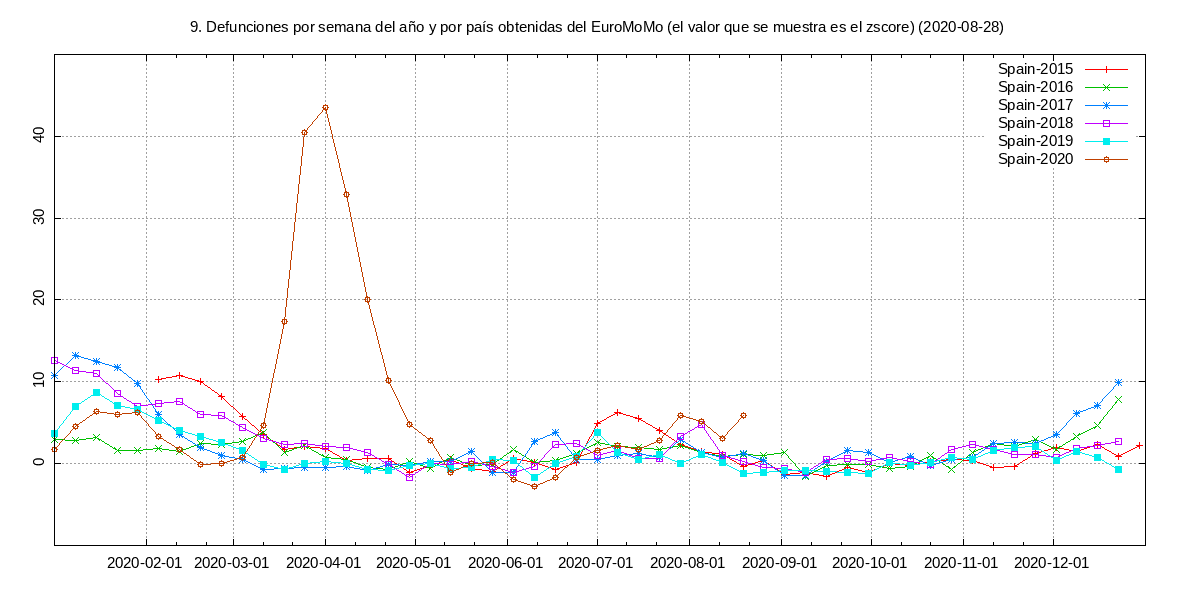 9. Defunciones por semana del año y por país obtenidas del EuroMoMo (el valor que se muestra es el zscore) (2020-08-28)
Spain-2015
Spain-2016
Spain-2017
Spain-2018
Spain-2019
Spain-2020
40
30
20
10
0
2020-02-01 2020-03-01 2020-04-01 2020-05-01 2020-06-01 2020-07-01 2020-08-01 2020-09-01 2020-10-01 2020-11-01 2020-12-01